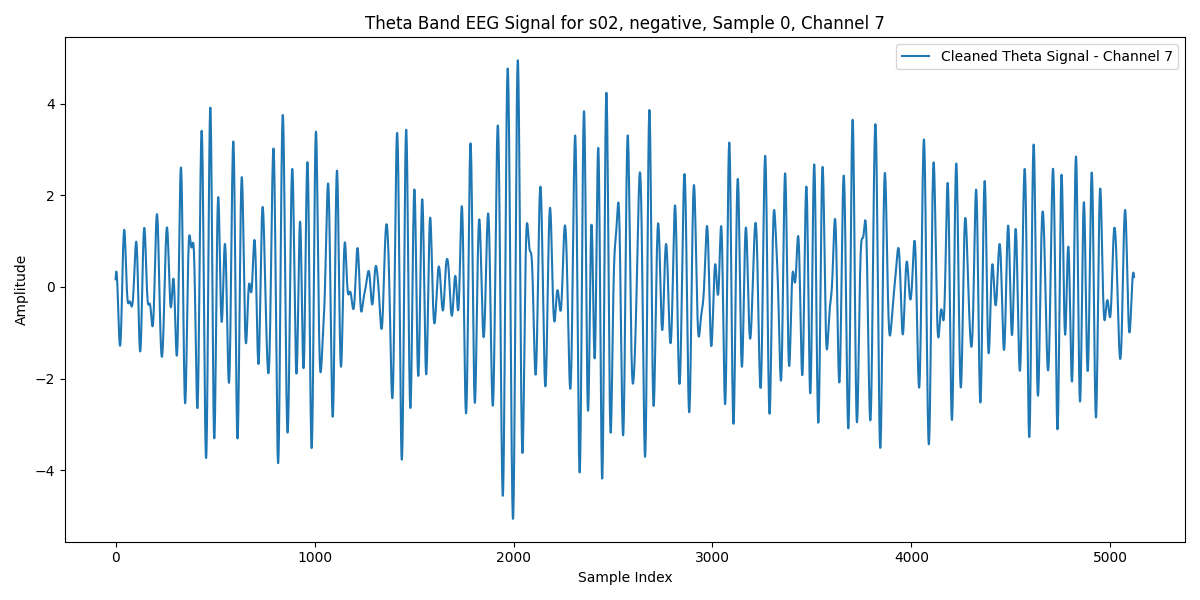 Theta Band EEG Signal for s02, negative, Sample 0, Channel 7
Cleaned Theta Signal - Channel 7
Amplitude
4
2
0
−2
−4
0
1000
2000
3000
4000
5000
Sample Index